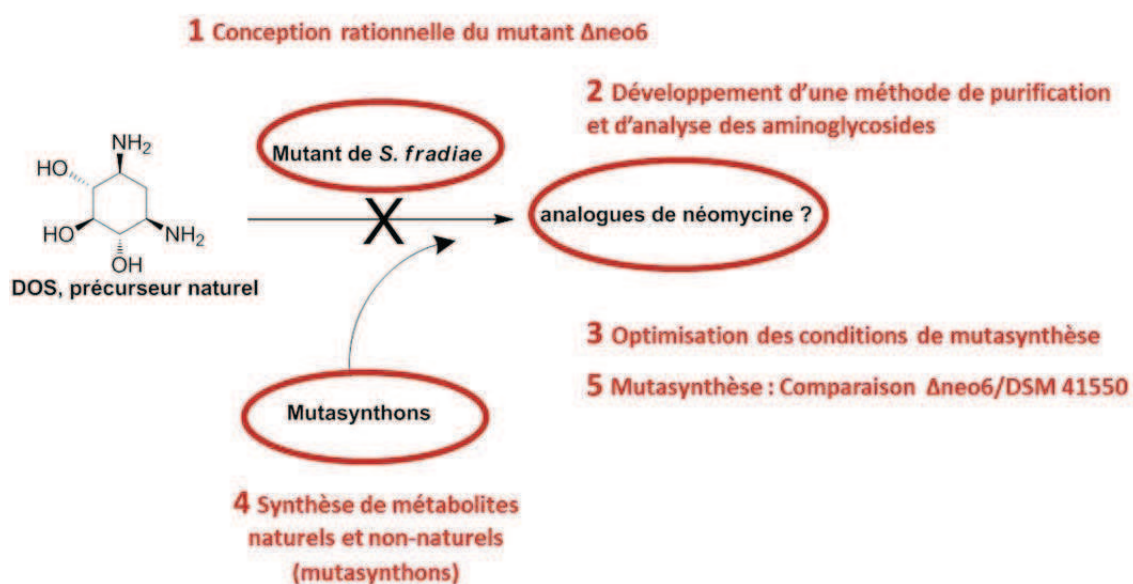 1 Conception rationnelle du mutant Δneo6
2 Développement d'une méthode de purification
et d'analyse des aminoglycosides
NH2
HO
HO
NH2
OH
DOS, précurseur naturel
Mutant de S. fradiae
X
analogues de néomycine ?
3 Optimisation des conditions de mutasynthèse
5 Mutasynthèse : Comparaison Δneo6/DSM 41550
Mutasynthons
4 Synthèse de métabolites
naturels et non-naturels
(mutasynthons)